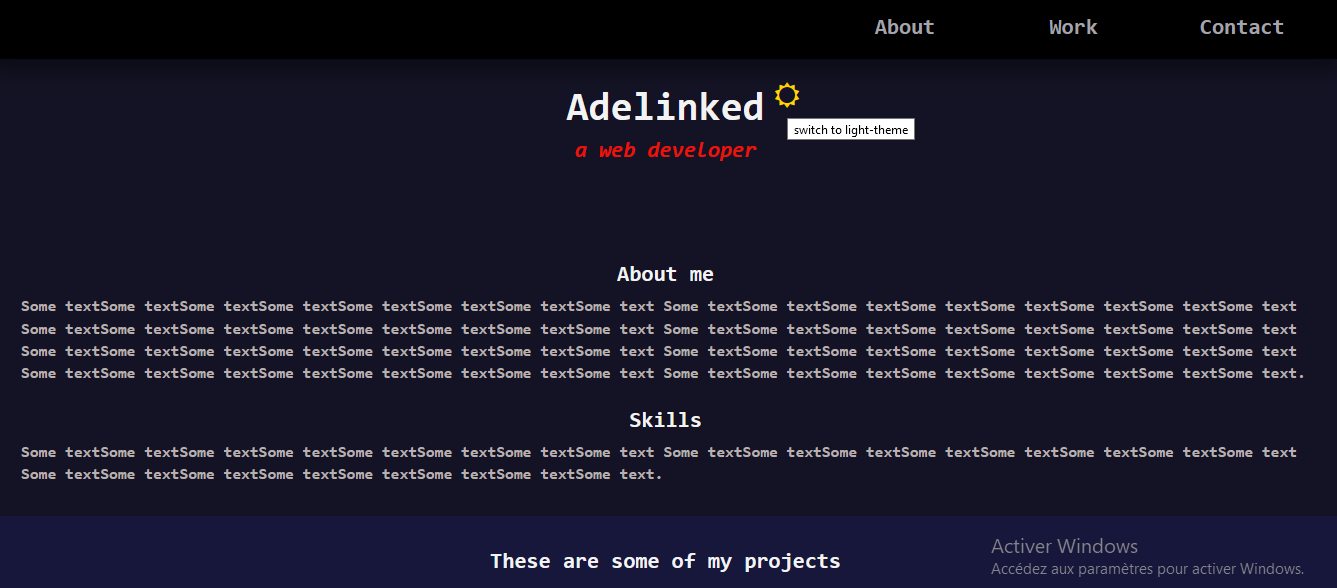 About Work Contact
Adelinked
switch to light-theme
a web developer
About me
Some textSome textSome textSome textSome textSome textSome textSome text Some textSome textSome textSome textSome textSome textSome textSome text
Some textSome textSome textSome textSome textSome textSome textSome text Some textSome textSome textSome textSome textSome textSome textSome text
Some textSome textSome textSome textSome textSome textSome textSome text Some textSome textSome textSome textSome textSome textSome textSome text
Some textSome textSome textSome textSome textSome textSome textSome text Some textSome textSome textSome textSome textSome textSome textSome text.
Skills
Some textSome textSome textSome textSome textSome textSome textSome text Some textSome textSome textSome textSome textSome textSome textSome text
Some textSome textSome textSome textSome textSome textSome textSome text.
These are some of my projects
Activer Windows
Accédez aux paramètres pour activer Windows.